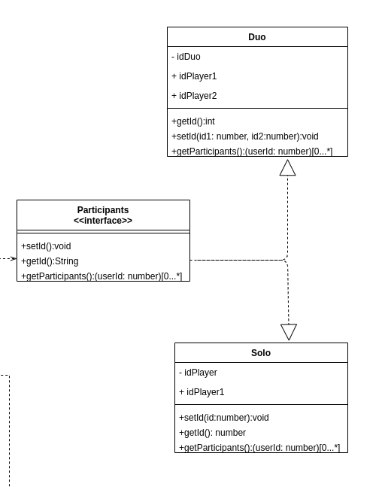 Duo
- idDuo
+ idPlayer1
+ idPlayer2
+getId():int
+setId(id1: number, id2:number):void
+getParticipants():(userId: number)[0...*]
Participants
<<interface>>
+setId():void
+getId():String
+getParticipants():(userId: number)[0...*]
Solo
- idPlayer
+ idPlayer1
+setId(id:number):void
+getId(): number
+getParticipants():(userId: number)[0...*]